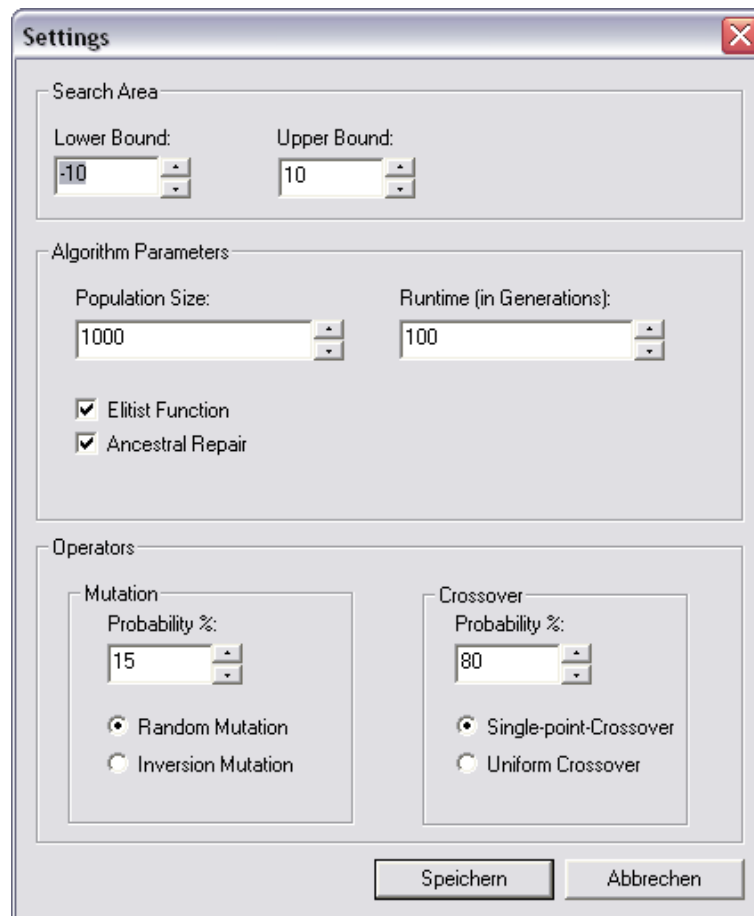 Settings
Search Area
Lower Bound: Upper Bound:
-10 10
Algorithm Parameters
Population Size: Runtime (in Generations):
1000 100
Elitist Function
Ancestral Repair
Operators
Mutation
Probability %:
15
Random Mutation
Inversion Mutation
Crossover
Probability %:
80
Single-point-Crossover
Uniform Crossover
Speichern Abbrechen